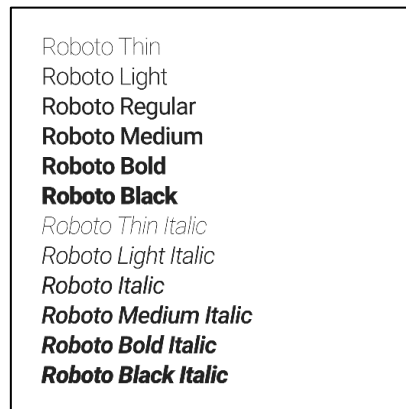 Roboto Thin
Roboto Light
Roboto Regular
Roboto Medium
Roboto Bold
Roboto Black
Roboto Thin Italic
Roboto Light Italic
Roboto Italic
Roboto Medium Italic
Roboto Bold Italic
Roboto Black Italic